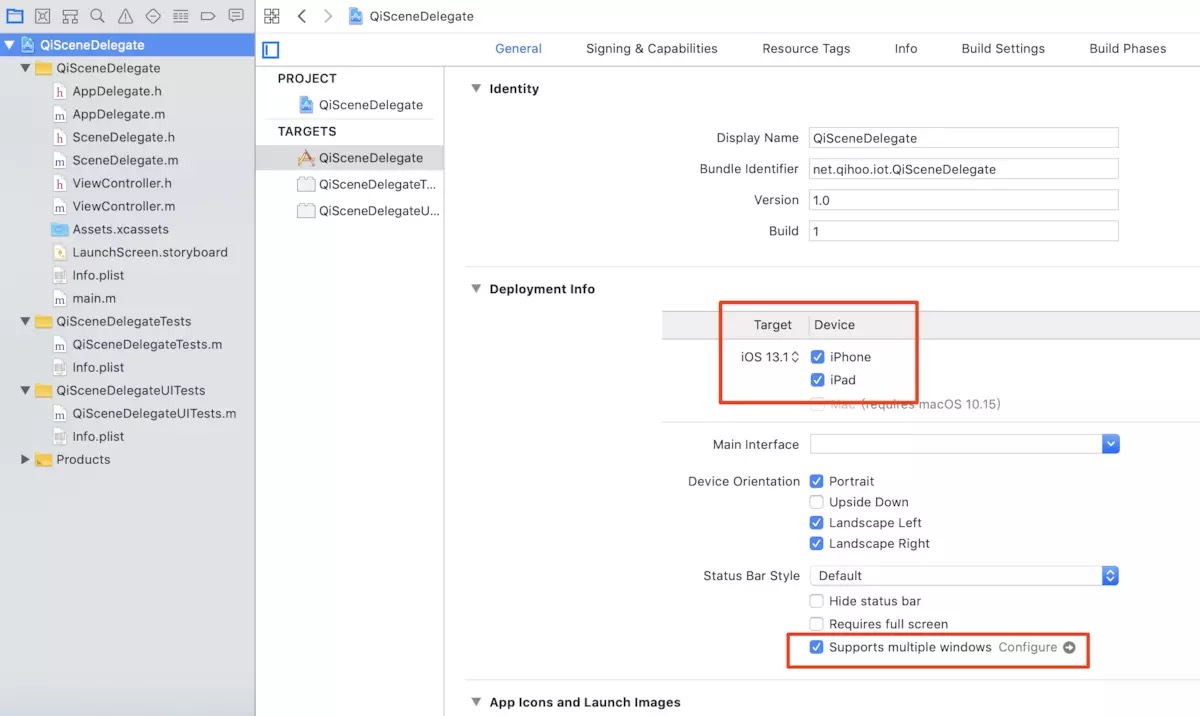 QiSceneDelegate
QiSceneDelegate
QiSceneDelegate
AppDelegate.h
AppDelegate.m
SceneDelegate.h
SceneDelegate.m
ViewController.h
ViewController.m
Assets.xcassets
LaunchScreen.storyboard
Info.plist
main.m
QiSceneDelegateTests
QiSceneDelegateTests.m
Info.plist
QiSceneDelegateUITests
QiSceneDelegateUITests.m
Info.plist
Products
General Signing & Capabilities Resource Tags Info Build Settings Build Phases
PROJECT
QiSceneDelegate
TARGETS
QiSceneDelegate
QiSceneDelegateT...
QiSceneDelegateU...
Identity
Display Name QiSceneDelegate
Bundle Identifier net.qihoo.iot.QiSceneDelegate
Version 1.0
Build 1
Deployment Info
Target Device
iOS 13.1 iPhone
iPad
Mac (requires macOS 10.15)
Main Interface
Device Orientation Portrait
Upside Down
Landscape Left
Landscape Right
Status Bar Style Default
Hide status bar
Requires full screen
Supports multiple windows Configure
App Icons and Launch Images